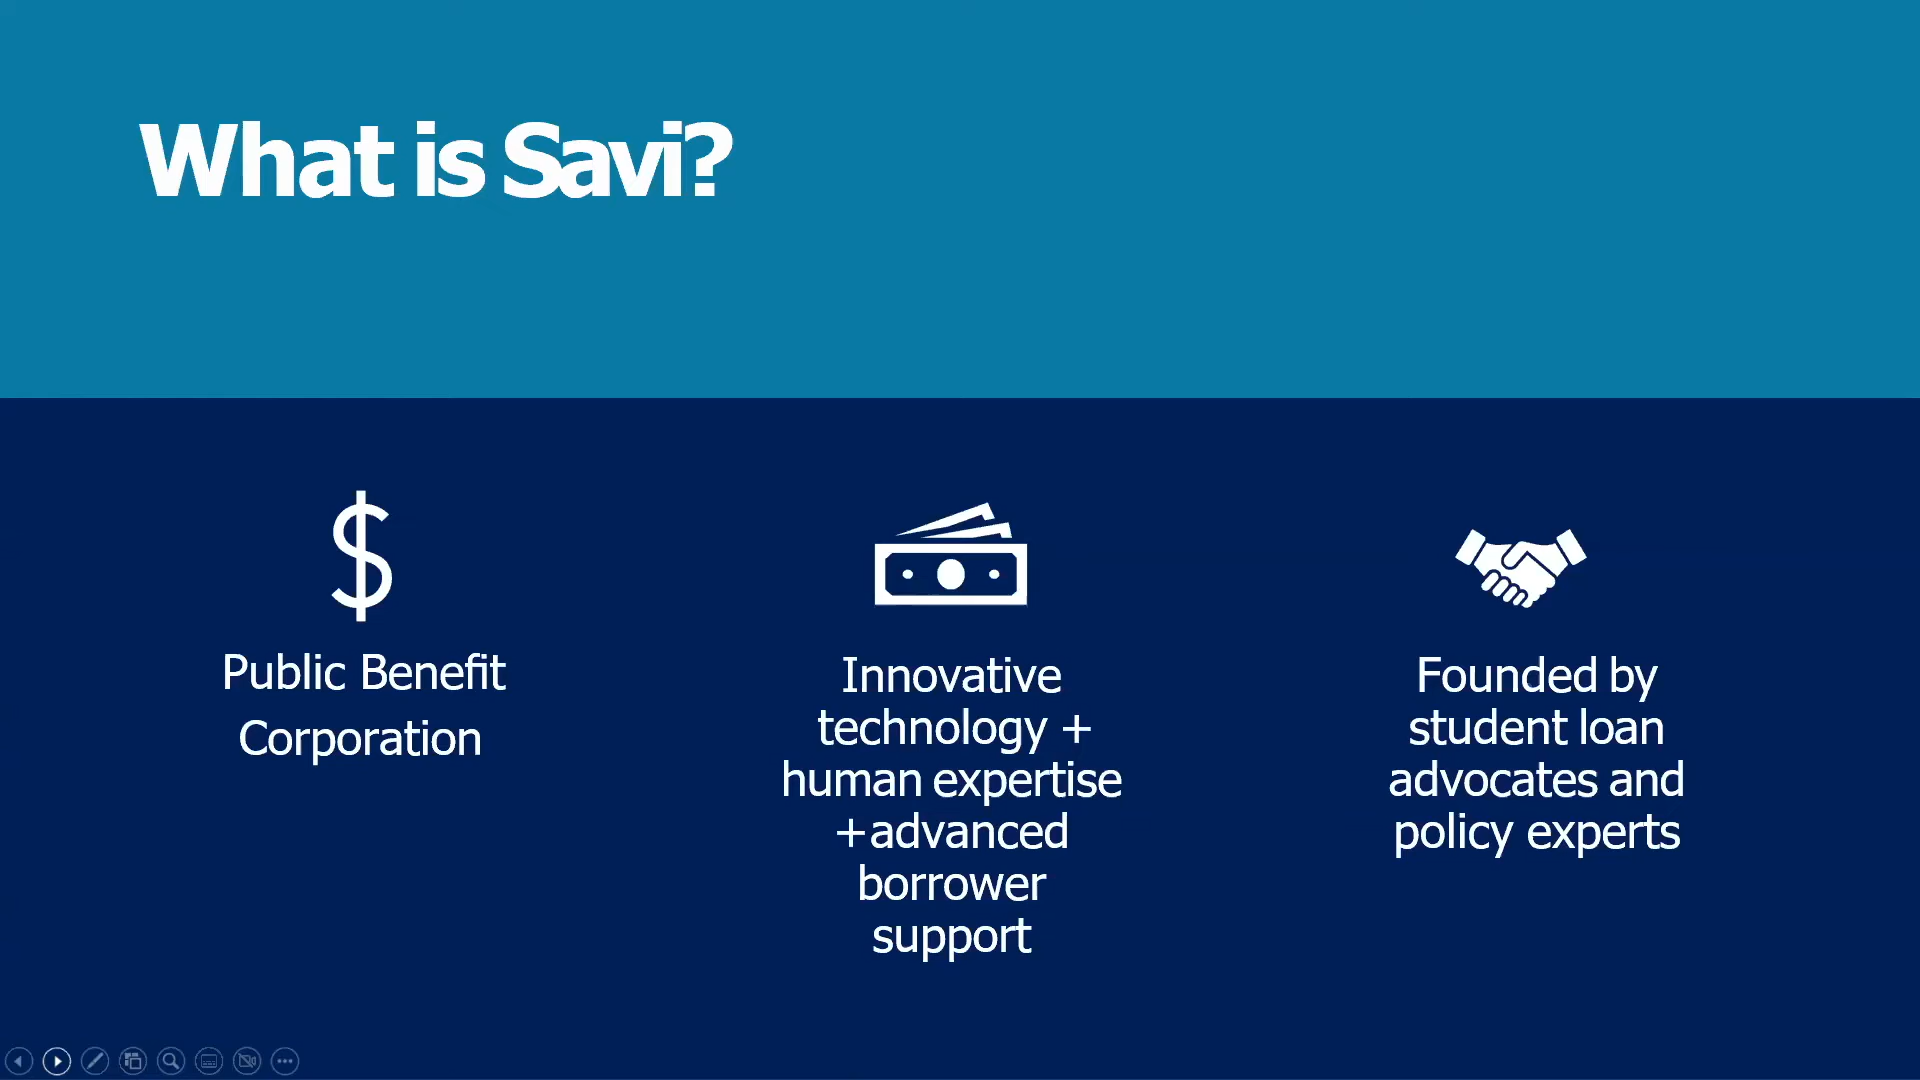 What is Savi?
Public Benefit
Corporation
Innovative
technology +
human expertise
+advanced
borrower
support
Founded by
student loan
advocates and
policy experts